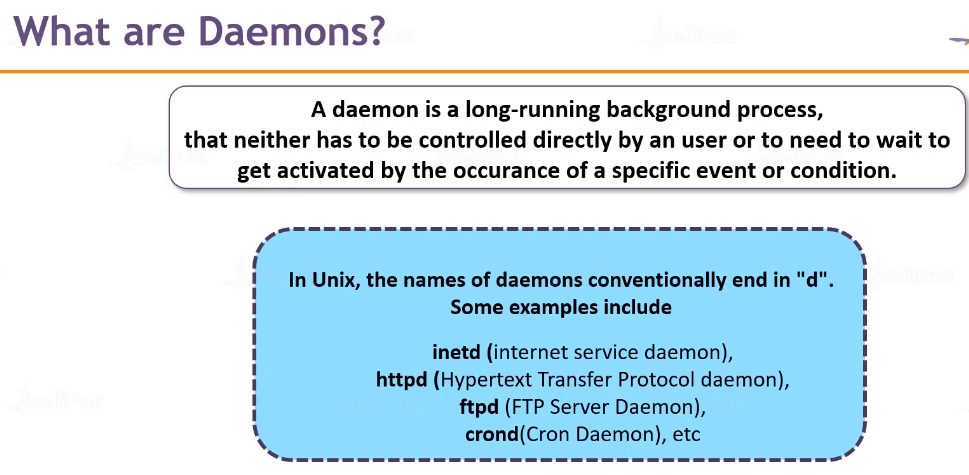 What are Daemons?
A daemon is a long-running background process,
that neither has to be controlled directly by an user or to need to wait to
get activated by the occurance of a specific event or condition.
In Unix, the names of daemons conventionally end in "d".
Some examples include
inetd (internet service daemon),
httpd (Hypertext Transfer Protocol daemon),
ftpd (FTP Server Daemon),
crond(Cron Daemon), etc